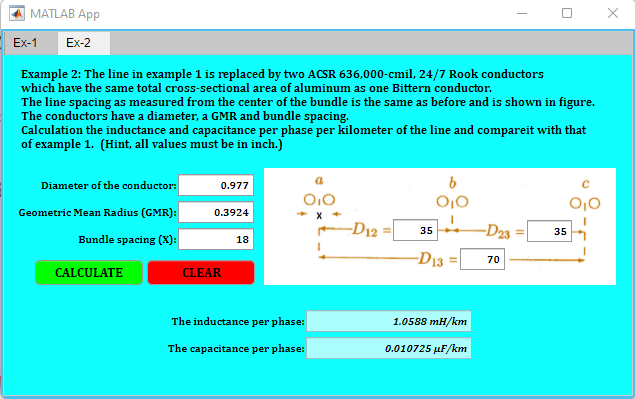 MATLAB App
Ex-1 Ex-2
Example 2: The line in example 1 is replaced by two ACSR 636,000-cmil, 24/7 Rook conductors
which have the same total cross-sectional area of aluminum as one Bittern conductor.
The line spacing as measured from the center of the bundle is the same as before and is shown in figure.
The conductors have a diameter, a GMR and bundle spacing.
Calculation the inductance and capacitance per phase per kilometer of the line and compareit with that
of example 1. (Hint, all values must be in inch.)
Diameter of the conductor: 0.977
Geometric Mean Radius (GMR): 0.3924
Bundle spacing (X): 18
CALCULATE CLEAR
a b c
X
D12 = 35 D23 = 35
D13 = 70
The inductance per phase: 1.0588 mH/km
The capacitance per phase: 0.010725 μF/km